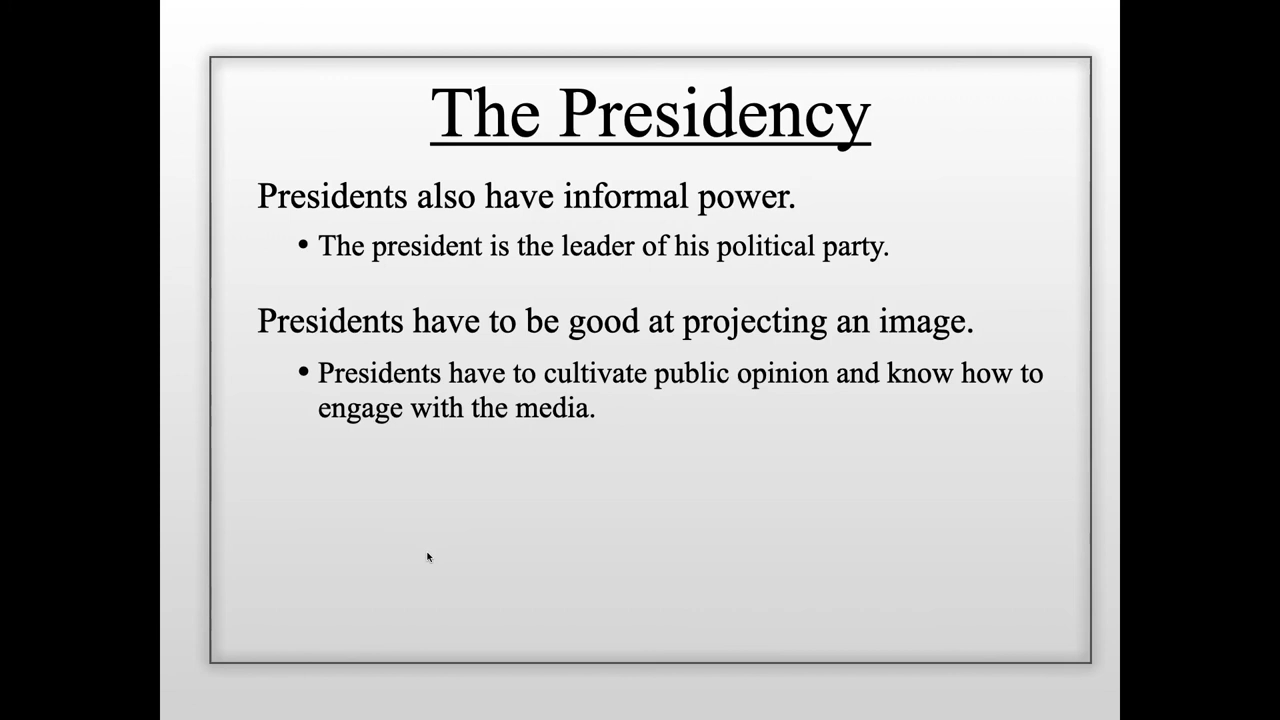 The Presidency
Presidents also have informal power.
• The president is the leader of his political party.
Presidents have to be good at projecting an image.
• Presidents have to cultivate public opinion and know how to
engage with the media.